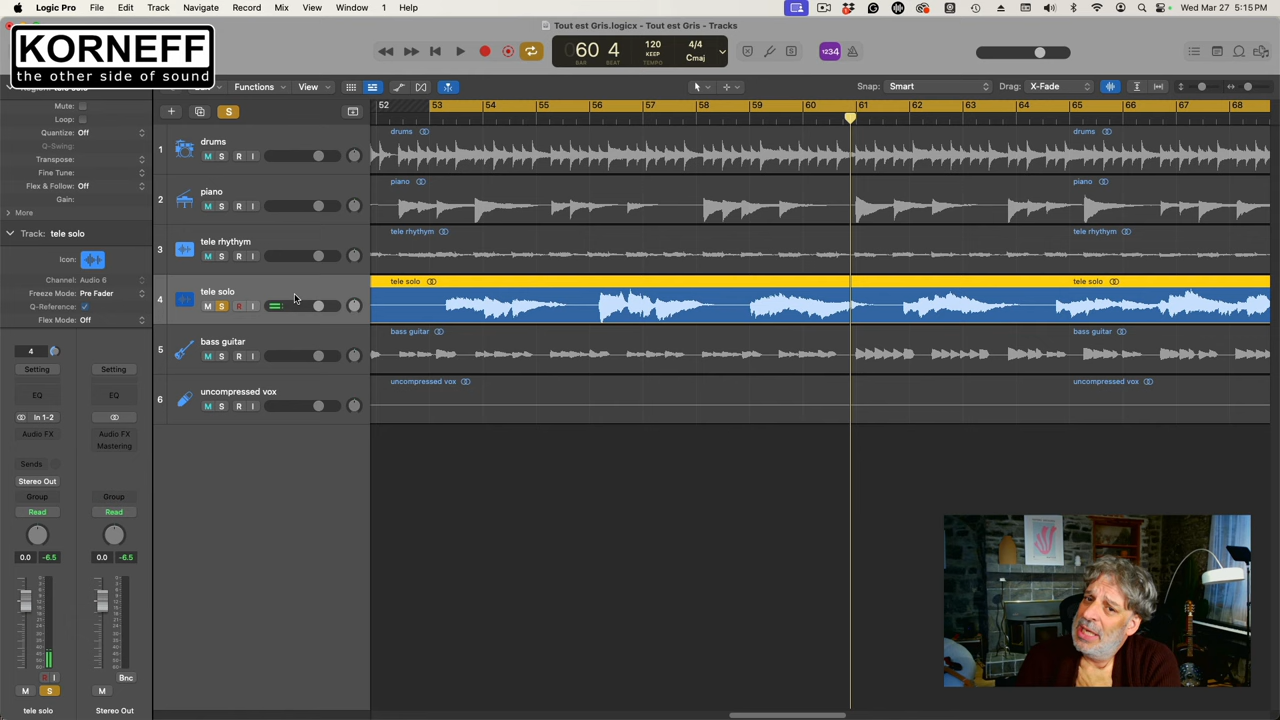 Logic Pro File Edit Track Navigate Record Mix View Window 1 Help Wed Mar 27 5:15 PM
Tout est Gris.logicx - Tout est Gris - Tracks
KORNEFF
the other side of sound
60 4 120 4/4
BAR BEAT KEEP TEMPO Cmaj
1234
Functions View Snap: Smart Drag: X-Fade
S
52 53 54 55 56 57 58 59 60 61 62 63 64 65 66 67 68
Mute:
Loop:
Quantize: Off
Q-Swing:
Transpose:
Fine Tune:
Flex & Follow: Off
Gain:
More
Track: tele solo
Icon:
Channel: Audio 6
Freeze Mode: Pre Fader
Q-Reference:
Flex Mode: Off
1 drums
M S R I
drums drums
2 piano
M S R I
piano piano
3 tele rhythm
M S R I
tele rhythm tele rhythm
4 tele solo
M S R I
tele solo tele solo
5 bass guitar
M S R I
bass guitar bass guitar
6 uncompressed vox
M S R I
uncompressed vox uncompressed vox
4
Setting Setting
EQ EQ
In 1-2
Audio FX Audio FX
Mastering
Sends
Stereo Out
Group Group
Read Read
0.0 -6.5 0.0 -6.5
R I Bnc
M S M
tele solo Stereo Out